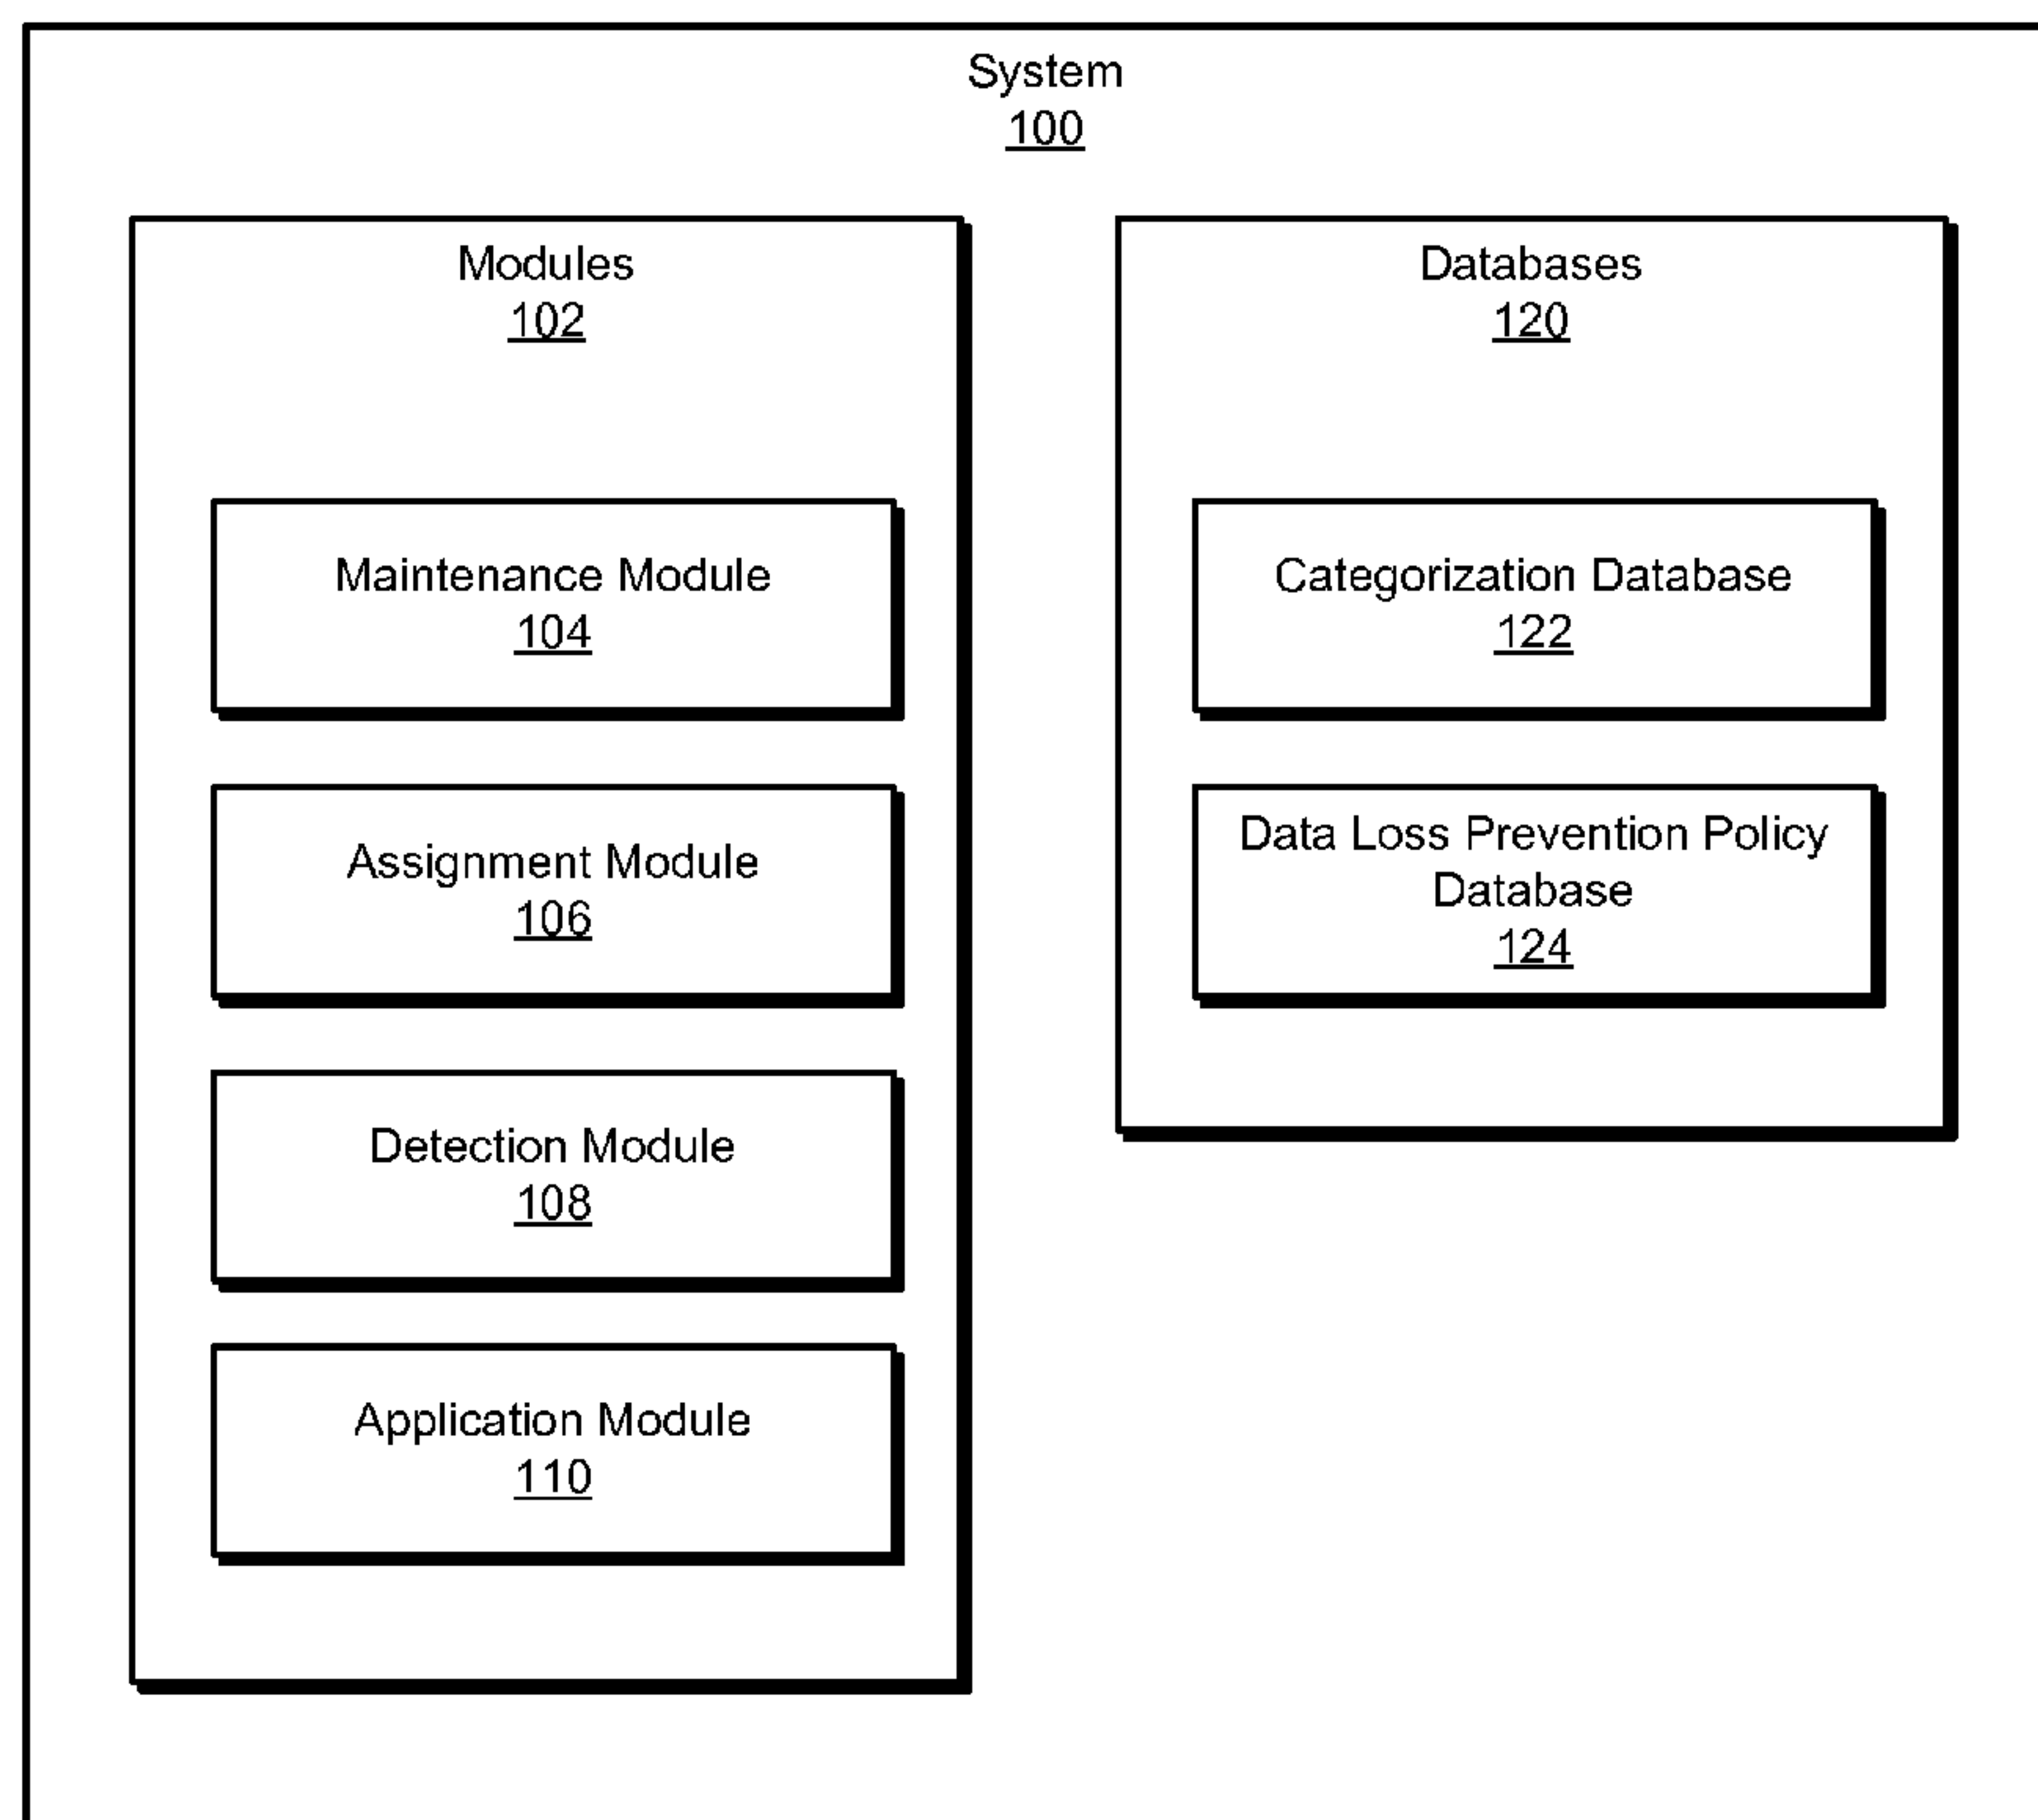 System
100
Modules
102
Maintenance Module
104
Assignment Module
106
Detection Module
108
Application Module
110
Databases
120
Categorization Database
122
Data Loss Prevention Policy
Database
124